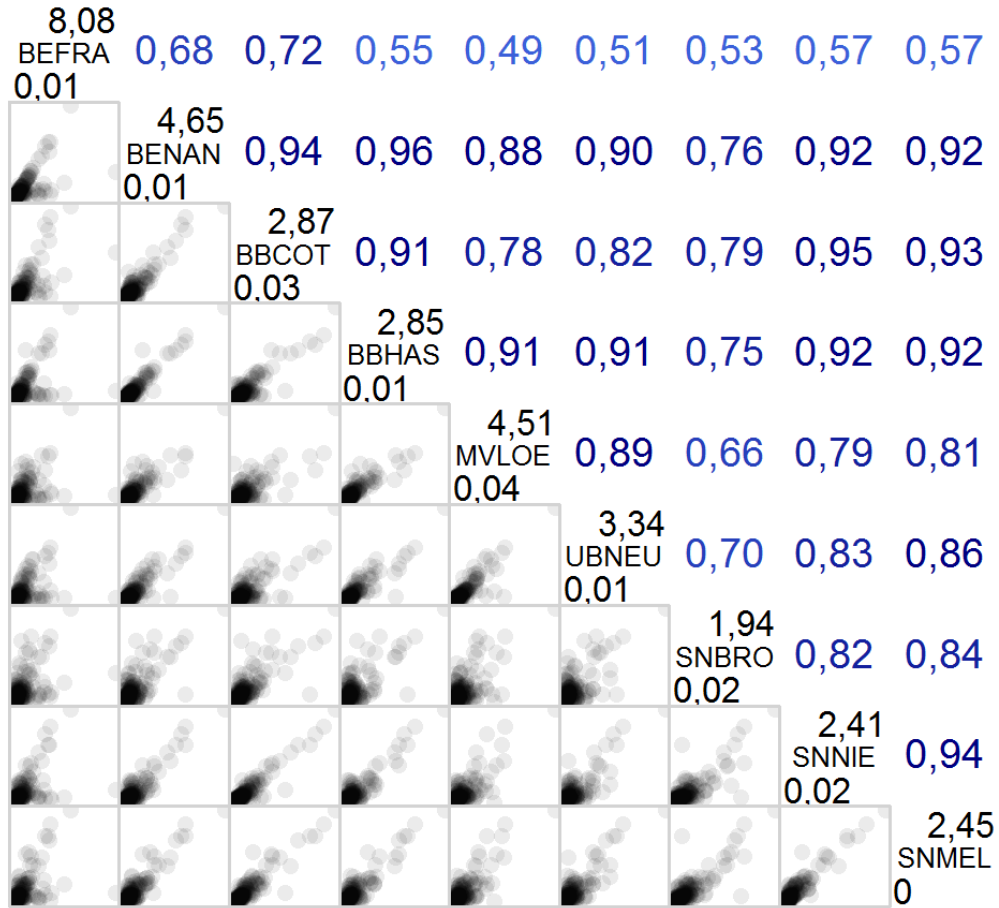 8,08
BEFRA 0,68 0,72 0,55 0,49 0,51 0,53 0,57 0,57
0,01
4,65
BENAN 0,94 0,96 0,88 0,90 0,76 0,92 0,92
0,01
2,87
BBCOT 0,91 0,78 0,82 0,79 0,95 0,93
0,03
2,85
BBHAS 0,91 0,91 0,75 0,92 0,92
0,01
4,51
MVLOE 0,89 0,66 0,79 0,81
0,04
3,34
UBNEU 0,70 0,83 0,86
0,01
1,94
SNBRO 0,82 0,84
0,02
2,41
SNNIE 0,94
0,02
2,45
SNMEL
0